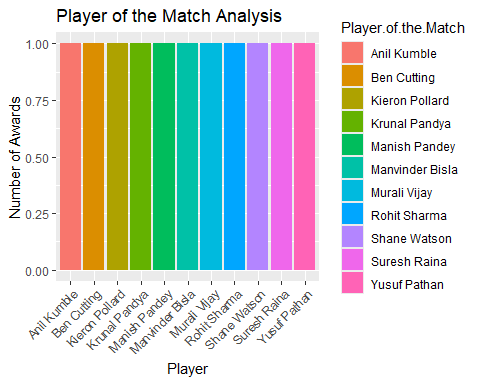 Player of the Match Analysis
Number of Awards
1.00
0.75
0.50
0.25
0.00
Anil Kumble
Ben Cutting
Kieron Pollard
Krunal Pandya
Manish Pandey
Manvinder Bisla
Murali Vijay
Rohit Sharma
Shane Watson
Suresh Raina
Yusuf Pathan
Player
Player.of.the.Match
Anil Kumble
Ben Cutting
Kieron Pollard
Krunal Pandya
Manish Pandey
Manvinder Bisla
Murali Vijay
Rohit Sharma
Shane Watson
Suresh Raina
Yusuf Pathan